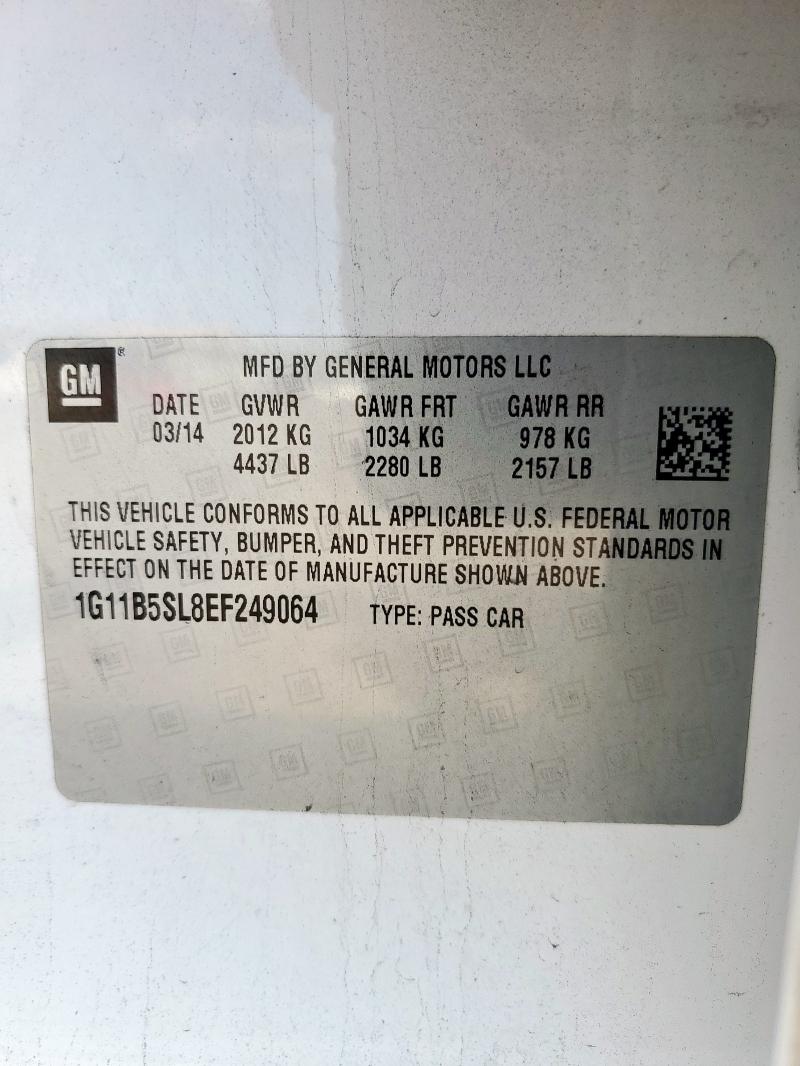 GM ®
MFD BY GENERAL MOTORS LLC
DATE GVWR GAWR FRT GAWR RR
03/14 2012 KG 1034 KG 978 KG
4437 LB 2280 LB 2157 LB
THIS VEHICLE CONFORMS TO ALL APPLICABLE U.S. FEDERAL MOTOR
VEHICLE SAFETY, BUMPER, AND THEFT PREVENTION STANDARDS IN
EFFECT ON THE DATE OF MANUFACTURE SHOWN ABOVE.
1G11B5SL8EF249064 TYPE: PASS CAR